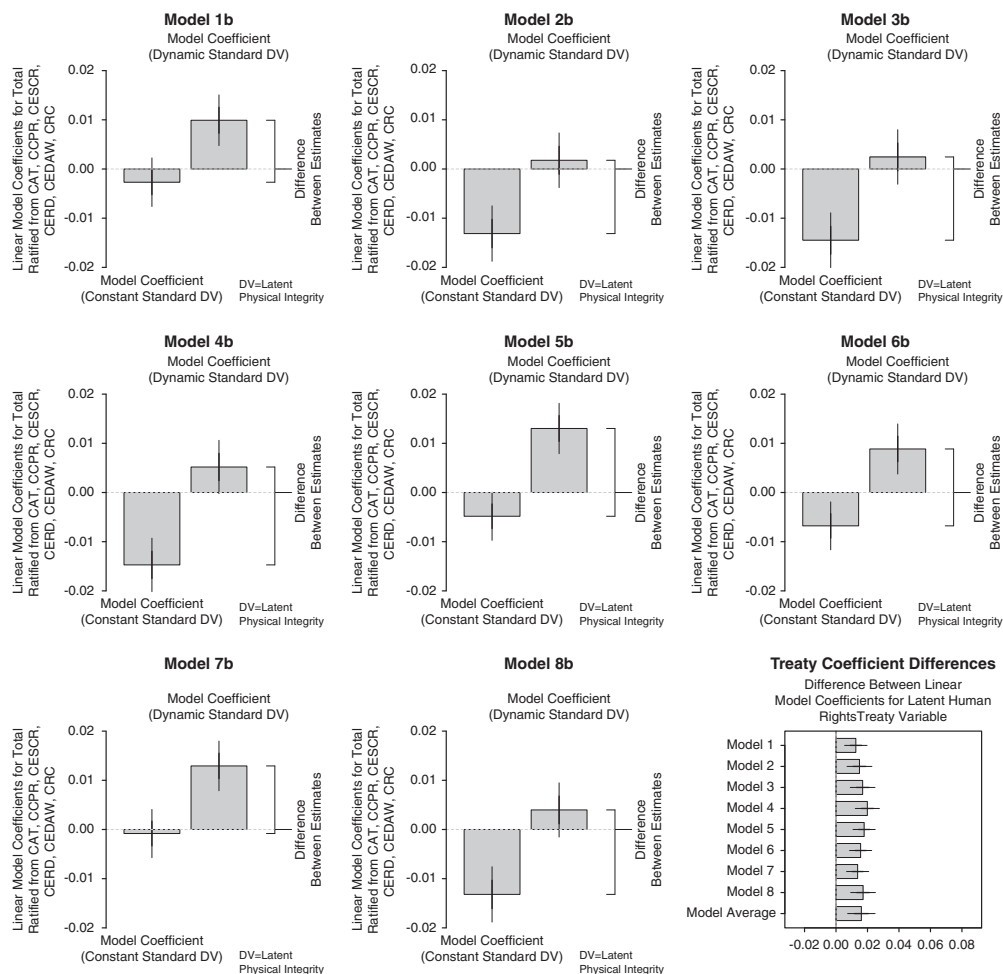 Model 1b
Model Coefficient
(Dynamic Standard DV)
Linear Model Coefficients for Total
Ratified from CAT, CCPR, CESCR,
CERD, CEDAW, CRC
0.02
0.01
0.00
-0.01
-0.02
Difference
Between Estimates
Model Coefficient
(Constant Standard DV)
DV=Latent
Physical Integrity
Model 2b
Model Coefficient
(Dynamic Standard DV)
Linear Model Coefficients for Total
Ratified from CAT, CCPR, CESCR,
CERD, CEDAW, CRC
0.02
0.01
0.00
-0.01
-0.02
Difference
Between Estimates
Model Coefficient
(Constant Standard DV)
DV=Latent
Physical Integrity
Model 3b
Model Coefficient
(Dynamic Standard DV)
Linear Model Coefficients for Total
Ratified from CAT, CCPR, CESCR,
CERD, CEDAW, CRC
0.02
0.01
0.00
-0.01
-0.02
Difference
Between Estimates
Model Coefficient
(Constant Standard DV)
DV=Latent
Physical Integrity
Model 4b
Model Coefficient
(Dynamic Standard DV)
Linear Model Coefficients for Total
Ratified from CAT, CCPR, CESCR,
CERD, CEDAW, CRC
0.02
0.01
0.00
-0.01
-0.02
Difference
Between Estimates
Model Coefficient
(Constant Standard DV)
DV=Latent
Physical Integrity
Model 5b
Model Coefficient
(Dynamic Standard DV)
Linear Model Coefficients for Total
Ratified from CAT, CCPR, CESCR,
CERD, CEDAW, CRC
0.02
0.01
0.00
-0.01
-0.02
Difference
Between Estimates
Model Coefficient
(Constant Standard DV)
DV=Latent
Physical Integrity
Model 6b
Model Coefficient
(Dynamic Standard DV)
Linear Model Coefficients for Total
Ratified from CAT, CCPR, CESCR,
CERD, CEDAW, CRC
0.02
0.01
0.00
-0.01
-0.02
Difference
Between Estimates
Model Coefficient
(Constant Standard DV)
DV=Latent
Physical Integrity
Model 7b
Model Coefficient
(Dynamic Standard DV)
Linear Model Coefficients for Total
Ratified from CAT, CCPR, CESCR,
CERD, CEDAW, CRC
0.02
0.01
0.00
-0.01
-0.02
Difference
Between Estimates
Model Coefficient
(Constant Standard DV)
DV=Latent
Physical Integrity
Model 8b
Model Coefficient
(Dynamic Standard DV)
Linear Model Coefficients for Total
Ratified from CAT, CCPR, CESCR,
CERD, CEDAW, CRC
0.02
0.01
0.00
-0.01
-0.02
Difference
Between Estimates
Model Coefficient
(Constant Standard DV)
DV=Latent
Physical Integrity
Treaty Coefficient Differences
Difference Between Linear
Model Coefficients for Latent Human
RightsTreaty Variable
Model 1
Model 2
Model 3
Model 4
Model 5
Model 6
Model 7
Model 8
Model Average
-0.02 0.00 0.02 0.04 0.06 0.08